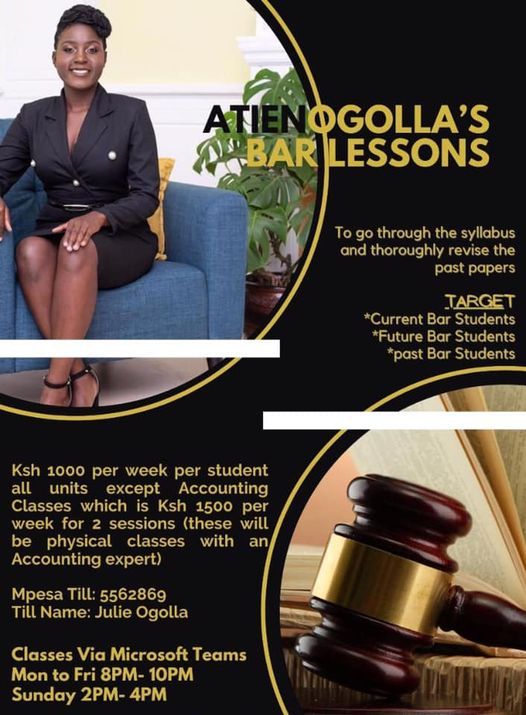 ATIENOGOLLA'S
BAR LESSONS
To go through the syllabus
and thoroughly revise the
past papers
TARGET
*Current Bar Students
*Future Bar Students
*past Bar Students
Ksh 1000 per week per student
all units except Accounting
Classes which is Ksh 1500 per
week for 2 sessions (these will
be physical classes with an
Accounting expert)
Mpesa Till: 5562869
Till Name: Julie Ogolla
Classes Via Microsoft Teams
Mon to Fri 8PM- 10PM
Sunday 2PM- 4PM